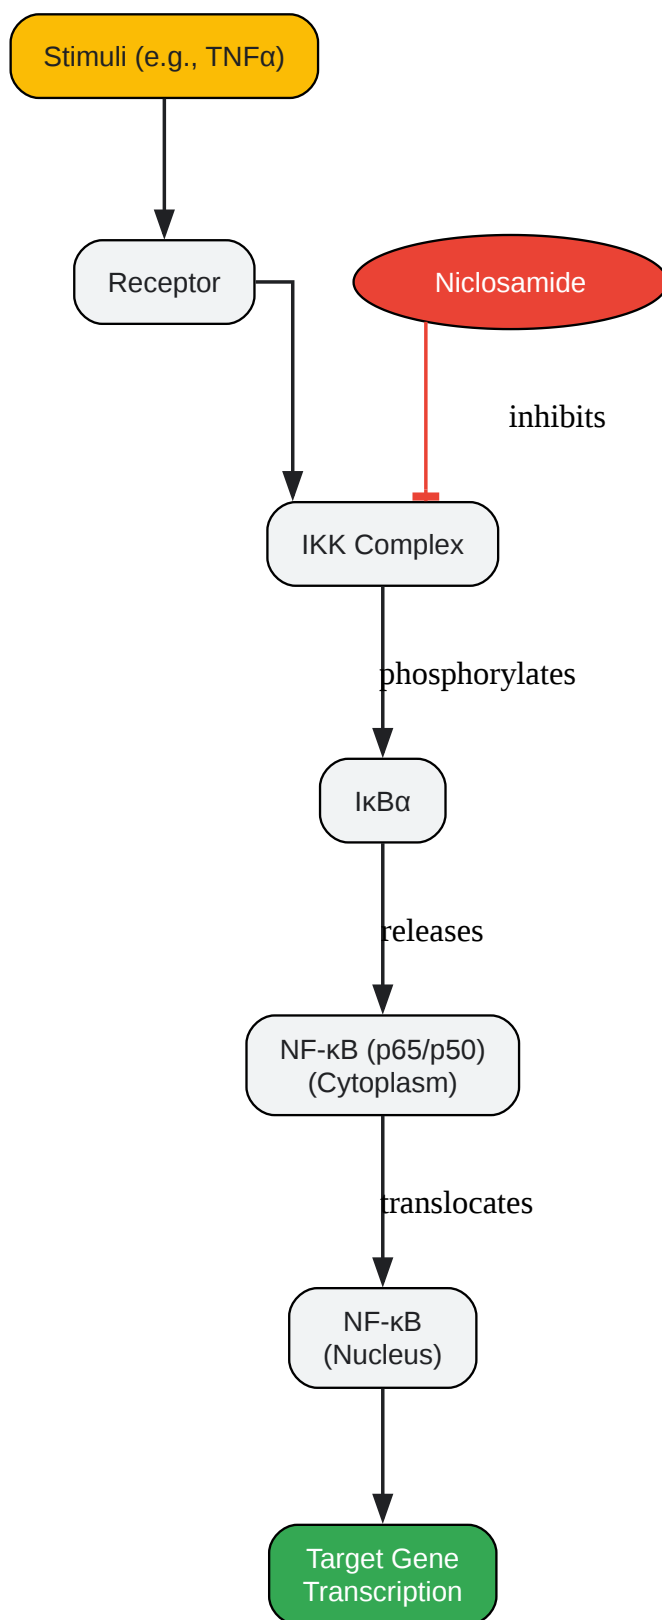 Stimuli (e.g., TNFα)
Receptor
Niclosamide
inhibits
IKK Complex
phosphorylates
IκBα
releases
NF-κB (p65/p50)
(Cytoplasm)
translocates
NF-κB
(Nucleus)
Target Gene
Transcription